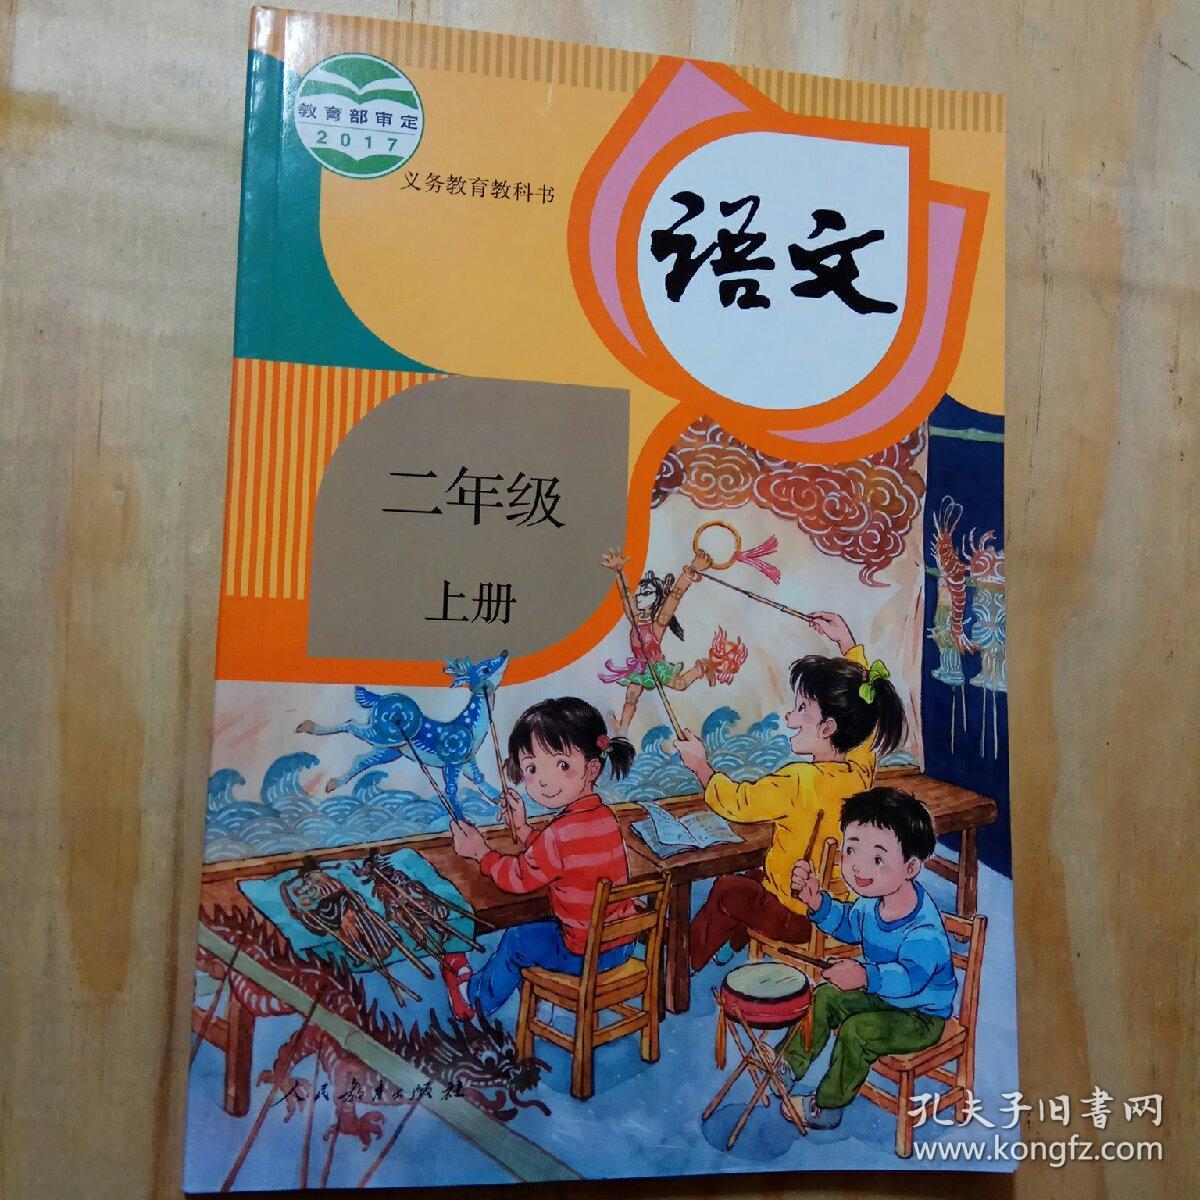 教育部审定
2017
义务教育教科书
语文
二年级
上册
人民教育出版社
孔夫子旧書网
www.kongfz.com